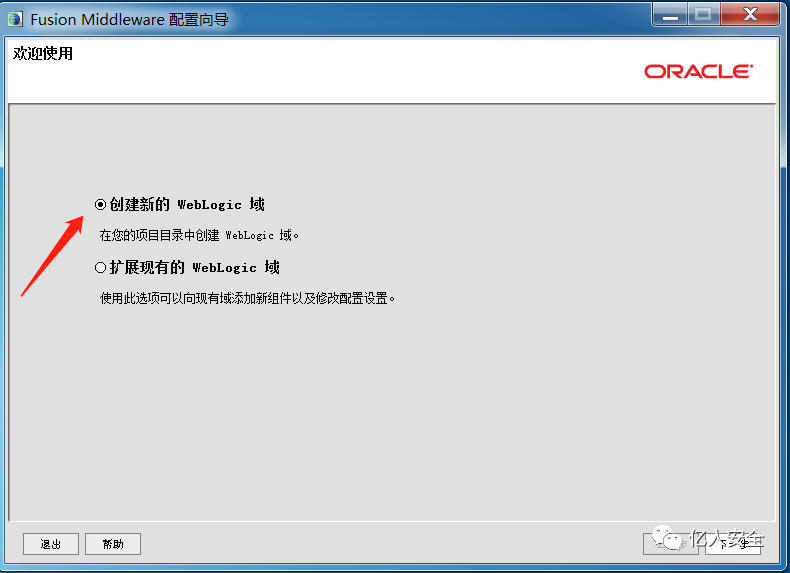 Fusion Middleware 配置向导
欢迎使用
ORACLE
创建新的 WebLogic 域
在您的项目目录中创建 WebLogic 域。
扩展现有的 WebLogic 域
使用此选项可以向现有域添加新组件以及修改配置设置。
退出 帮助
亿人安全